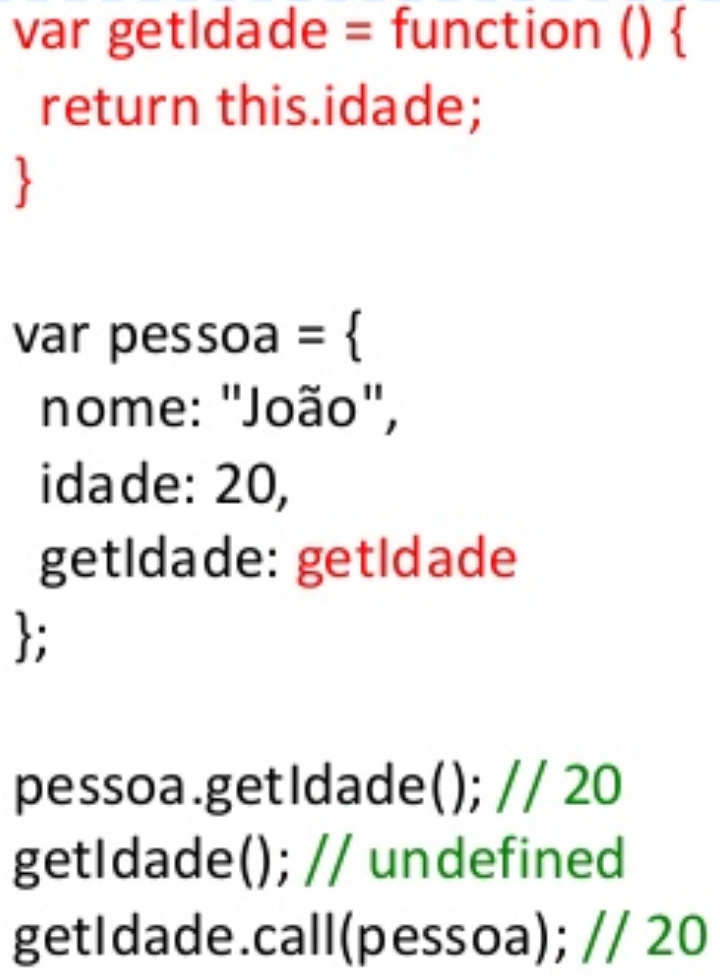 var getIdade = function () {
return this.idade;
}
var pessoa = {
nome: "João",
idade: 20,
getIdade: getIdade
};
pessoa.getIdade(); // 20
getIdade(); // undefined
getIdade.call(pessoa); // 20